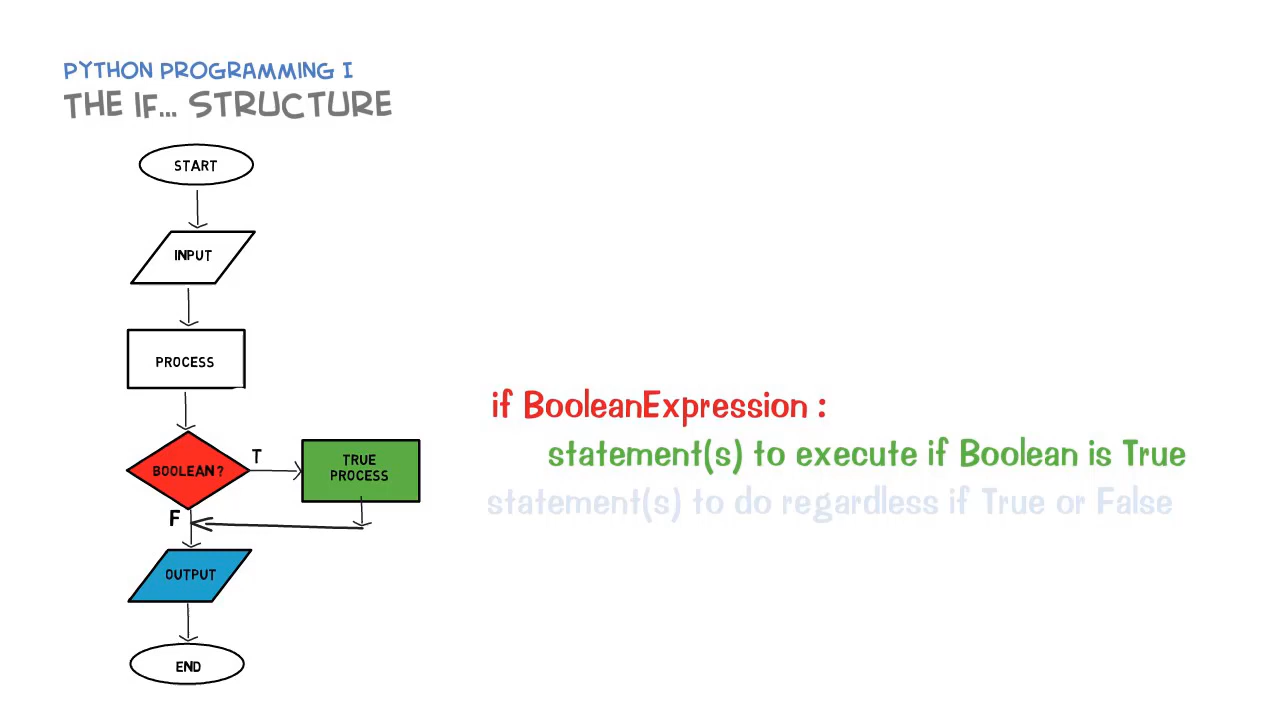 PYTHON PROGRAMMING I
THE IF... STRUCTURE
START
INPUT
PROCESS
BOOLEAN?
T
TRUE
PROCESS
F
OUTPUT
END
if BooleanExpression :
statement(s) to execute if Boolean is True
statement(s) to do regardless if True or False